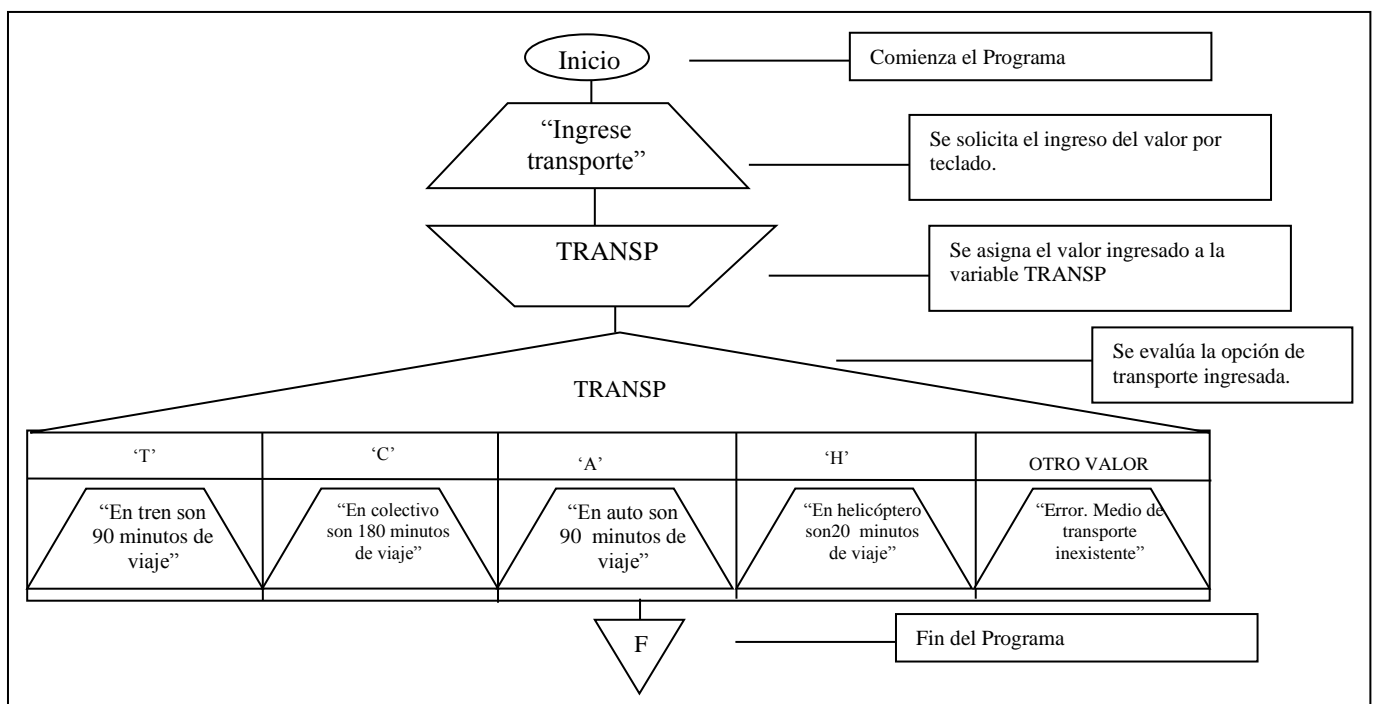 Inicio
Comienza el Programa
“Ingrese
transporte”
Se solicita el ingreso del valor por
teclado.
TRANSP
Se asigna el valor ingresado a la
variable TRANSP
Se evalúa la opción de
transporte ingresada.
TRANSP
‘T’
‘C’
‘A’
‘H’
OTRO VALOR
“En tren son
90 minutos de
viaje”
“En colectivo
son 180 minutos
de viaje”
“En auto son
90 minutos de
viaje”
“En helicóptero
son20 minutos
de viaje”
“Error. Medio de
transporte
inexistente”
F
Fin del Programa